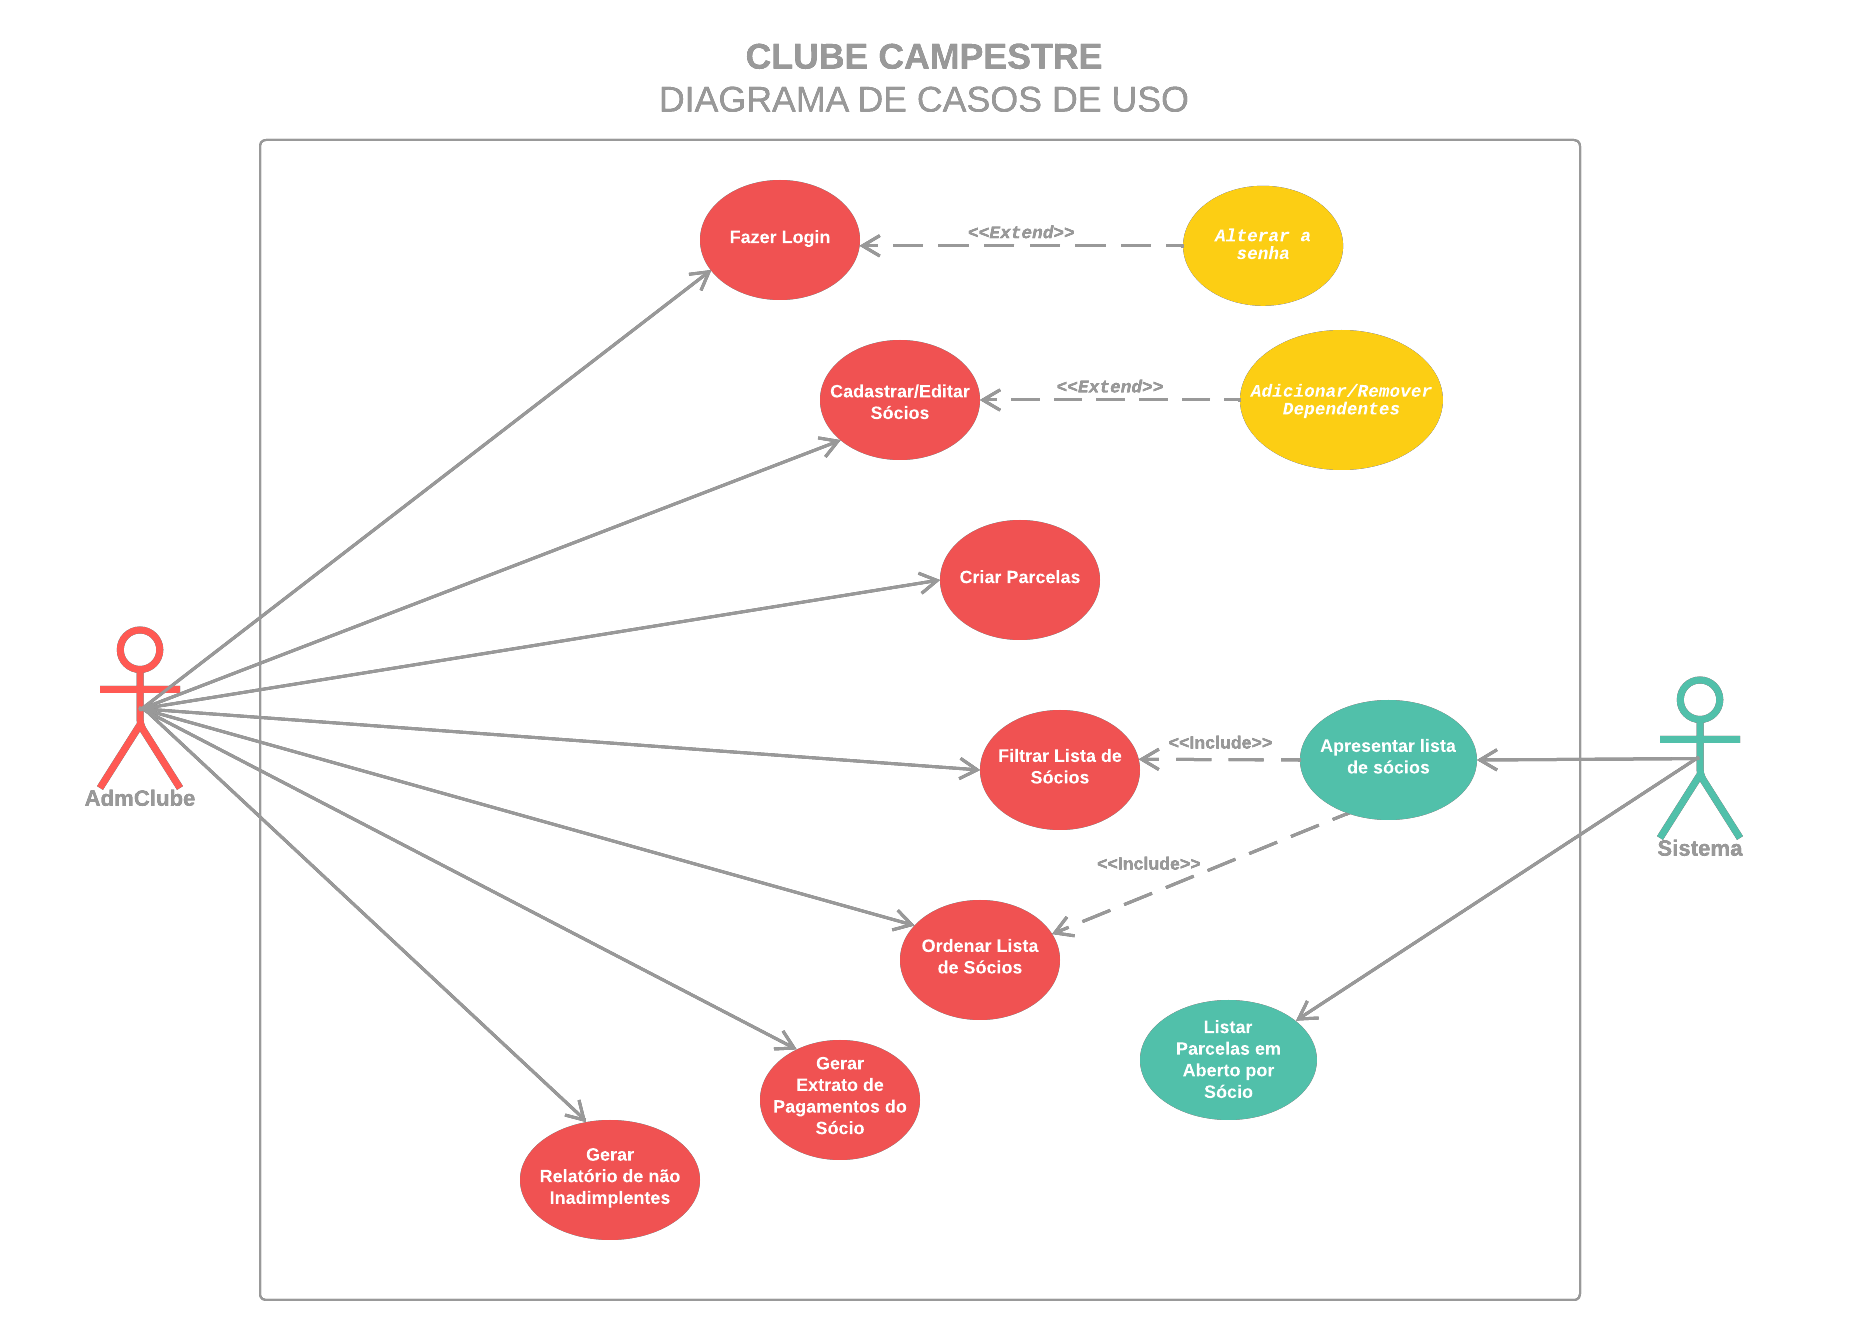 CLUBE CAMPESTRE
DIAGRAMA DE CASOS DE USO
Fazer Login
<<Extend>>
Alterar a
senha
Cadastrar/Editar
Sócios
<<Extend>>
Adicionar/Remover
Dependentes
Criar Parcelas
AdmClube
Filtrar Lista de
Sócios
<<Include>>
Apresentar lista
de sócios
Sistema
<<Include>>
Ordenar Lista
de Sócios
Listar
Parcelas em
Aberto por
Sócio
Gerar
Extrato de
Pagamentos do
Sócio
Gerar
Relatório de não
Inadimplentes